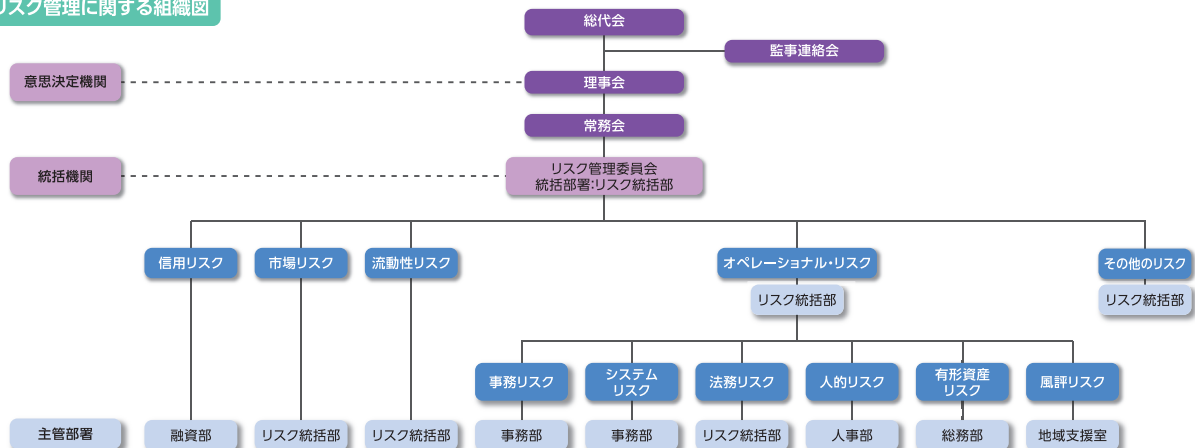 リスク管理に関する組織図
総代会
監事連絡会
意思決定機関
理事会
常務会
統括機関
リスク管理委員会
統括部署:リスク統括部
信用リスク
市場リスク
流動性リスク
オペレーショナル・リスク
その他のリスク
リスク統括部
リスク統括部
事務リスク
システム
リスク
法務リスク
人的リスク
有形資産
リスク
風評リスク
主管部署
融資部
リスク統括部
リスク統括部
事務部
事務部
リスク統括部
人事部
総務部
地域支援室